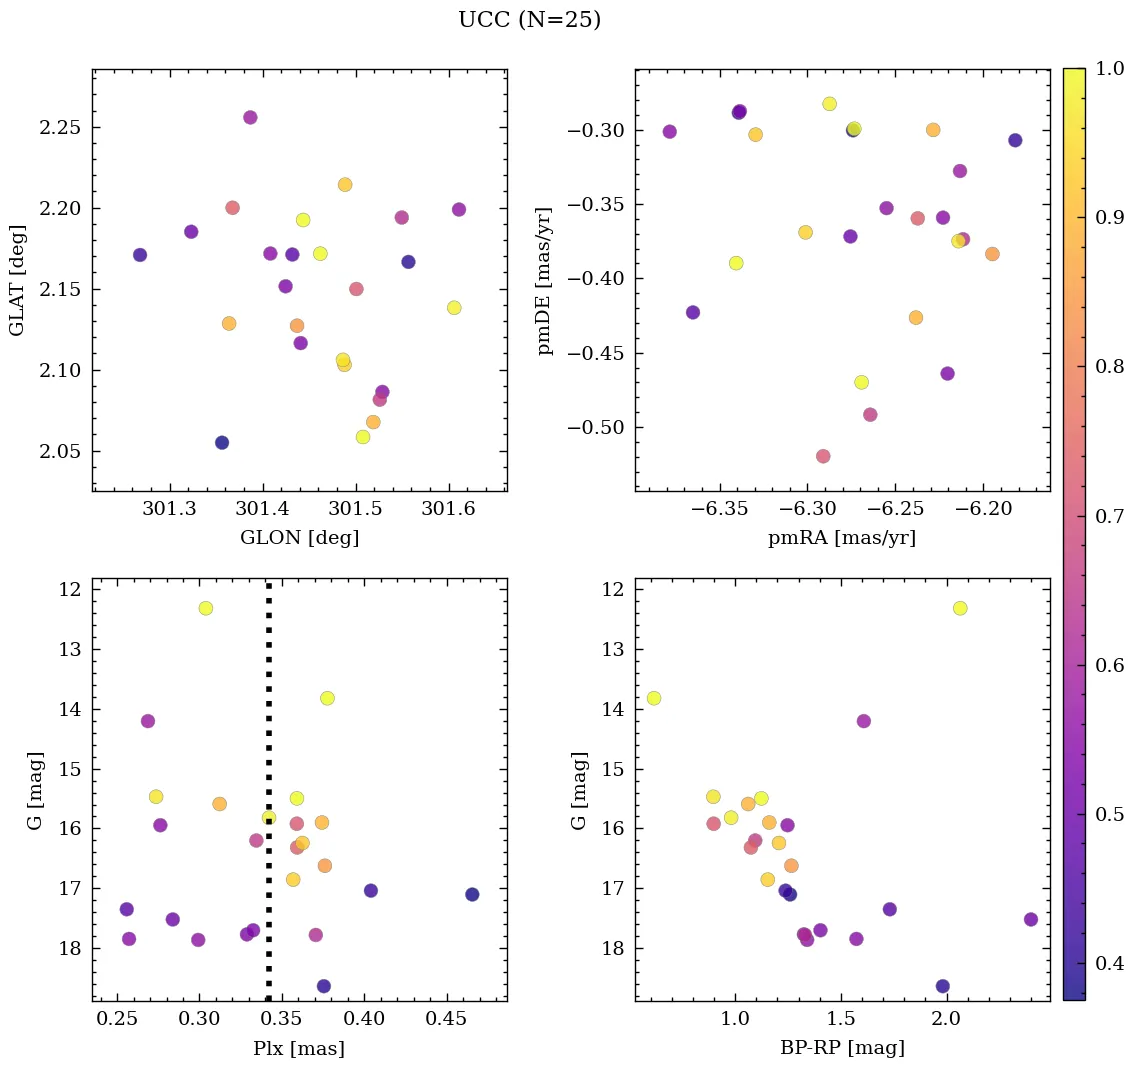 UCC (N=25)
2.25
2.20
2.15
2.10
2.05
GLAT [deg]
301.3 301.4 301.5 301.6
GLON [deg]
−0.30
−0.35
−0.40
−0.45
−0.50
pmDE [mas/yr]
−6.35 −6.30 −6.25 −6.20
pmRA [mas/yr]
12
13
14
15
16
17
18
G [mag]
0.25 0.30 0.35 0.40 0.45
Plx [mas]
12
13
14
15
16
17
18
G [mag]
1.0 1.5 2.0
BP-RP [mag]
1.0
0.9
0.8
0.7
0.6
0.5
0.4